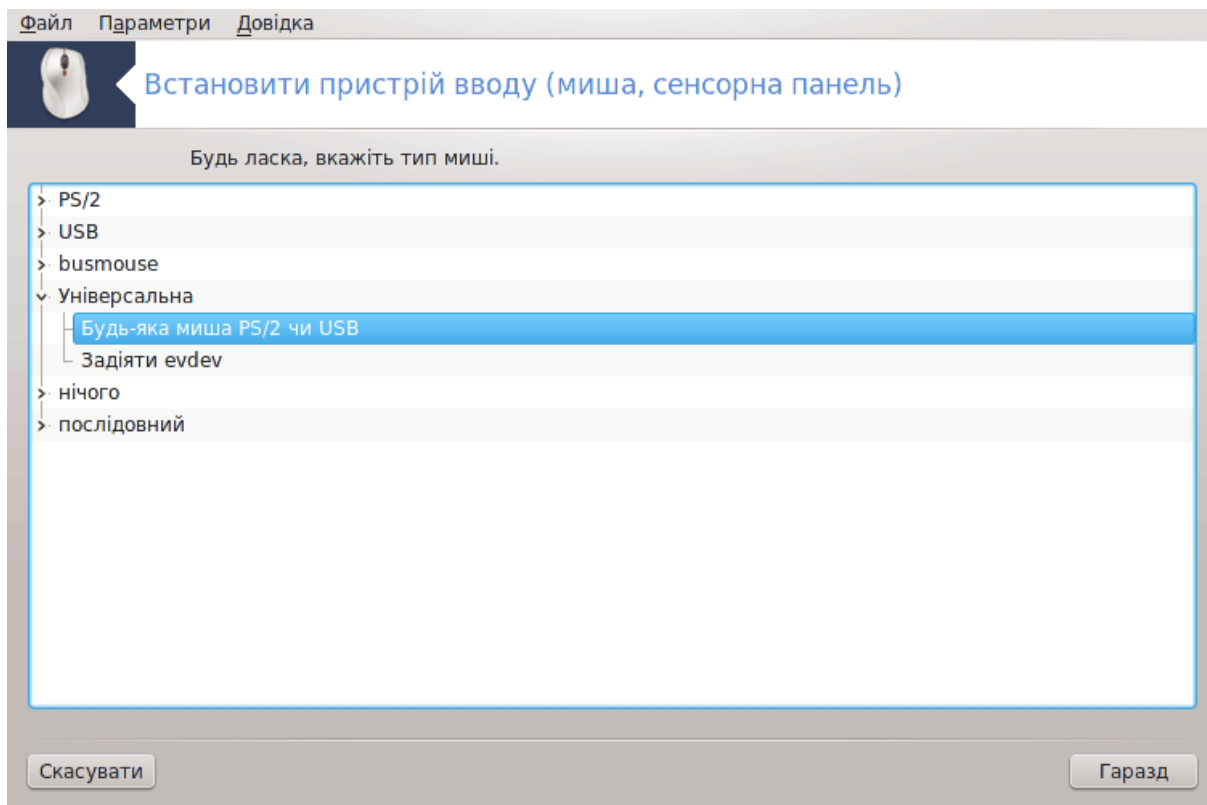 Файл Параметри Довідка
Встановити пристрій вводу (миша, сенсорна панель)
Будь ласка, вкажіть тип миші.
PS/2
USB
busmouse
Універсальна
Будь-яка миша PS/2 чи USB
Задіяти evdev
нічого
послідовний
Скасувати Гаразд